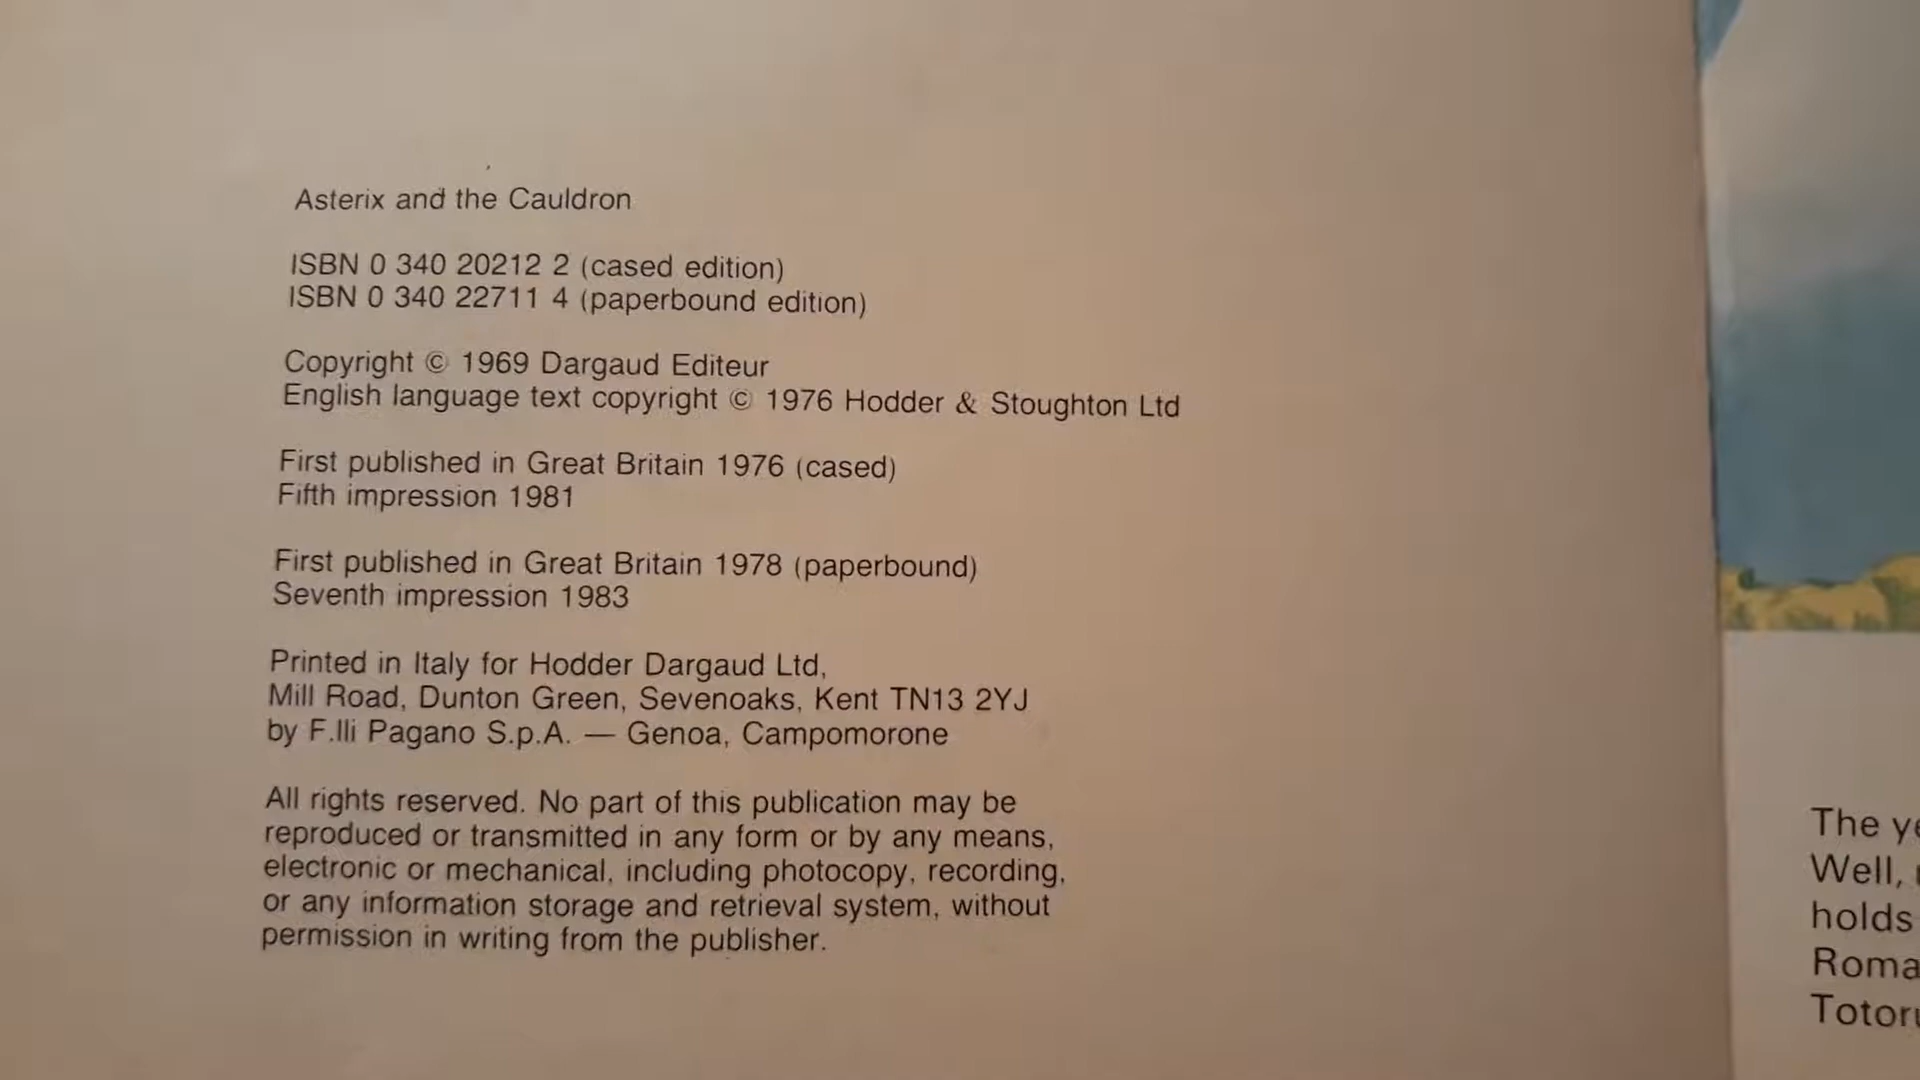 Asterix and the Cauldron
ISBN 0 340 20212 2 (cased edition)
ISBN 0 340 22711 4 (paperbound edition)
Copyright © 1969 Dargaud Editeur
English language text copyright © 1976 Hodder & Stoughton Ltd
First published in Great Britain 1976 (cased)
Fifth impression 1981
First published in Great Britain 1978 (paperbound)
Seventh impression 1983
Printed in Italy for Hodder Dargaud Ltd,
Mill Road, Dunton Green, Sevenoaks, Kent TN13 2YJ
by F.lli Pagano S.p.A. — Genoa, Campomorone
All rights reserved. No part of this publication may be
reproduced or transmitted in any form or by any means,
electronic or mechanical, including photocopy, recording,
or any information storage and retrieval system, without
permission in writing from the publisher.
The
Well,
holds